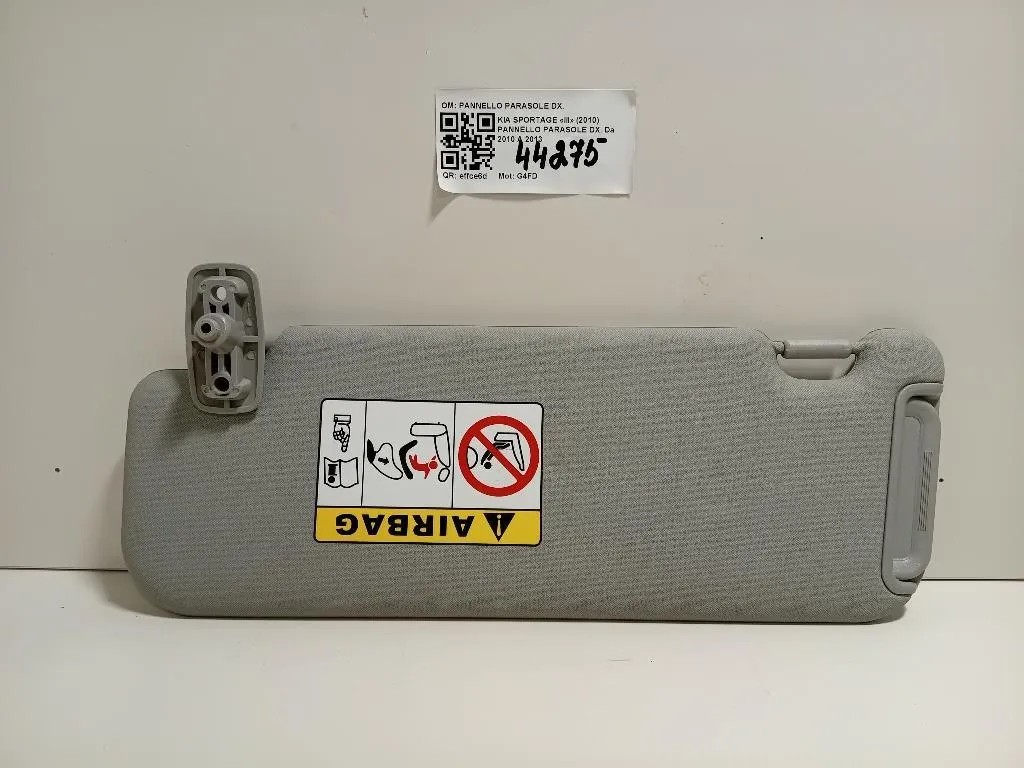 OM: PANNELLO PARASOLE DX.
KIA SPORTAGE «III» (2010)
PANNELLO PARASOLE DX. Da
2010 A 2013
44275
QR: effce6d Mot: G4FD
AIRBAG